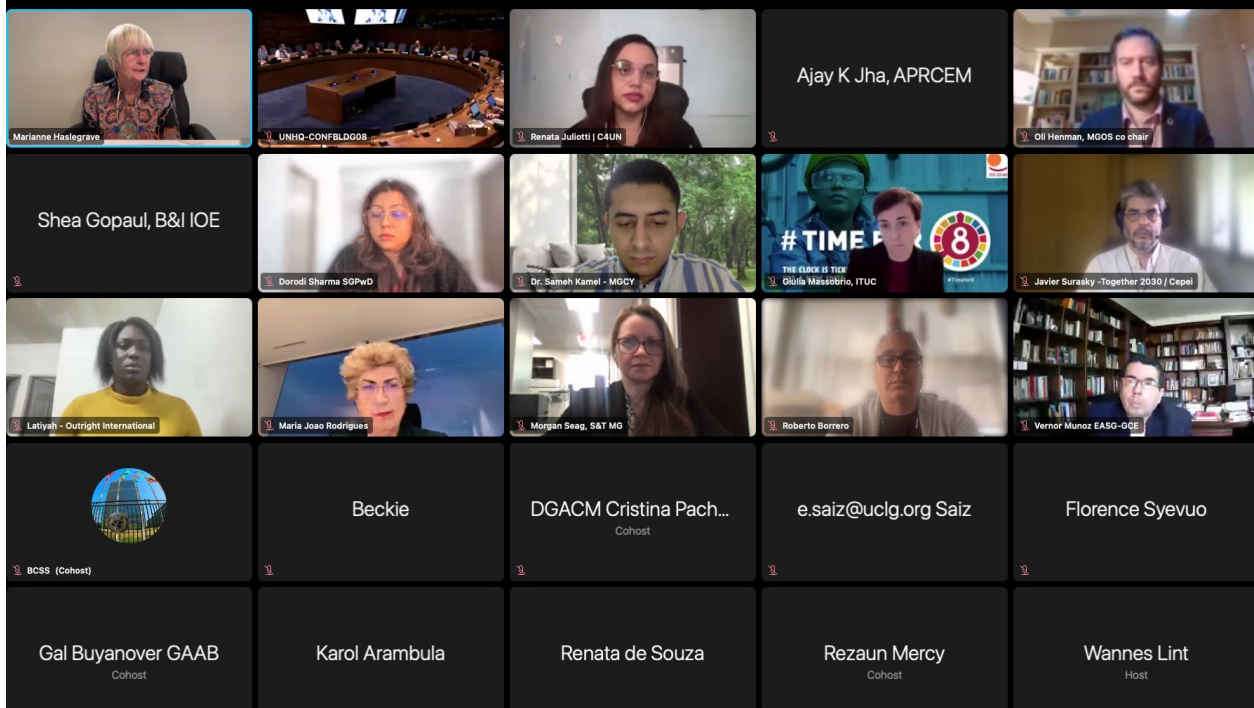 Marianne Haslegrave
UNHQ-CONFBLDG08
Renata Juliotti | C4UN
Ajay K Jha, APRCEM
Oli Henman, MGOS co chair
Shea Gopaul, B&I IOE
Dorodi Sharma SGPwD
Dr. Sameh Kamel - MGCY
# TIME F
8
THE CLOCK IS TICK
#Timefor8
Giulia Massobrio, ITUC
Javier Surasky -Together 2030 / Cepei
Latiyah - Outright International
Maria Joao Rodrigues
Morgan Seag, S&T MG
Roberto Borrero
Vernor Munoz EASG-GCE
BCSS (Cohost)
Beckie
DGACM Cristina Pach...
Cohost
e.saiz@uclg.org Saiz
Florence Syevuo
Gal Buyanover GAAB
Cohost
Karol Arambula
Renata de Souza
Rezaun Mercy
Cohost
Wannes Lint
Host